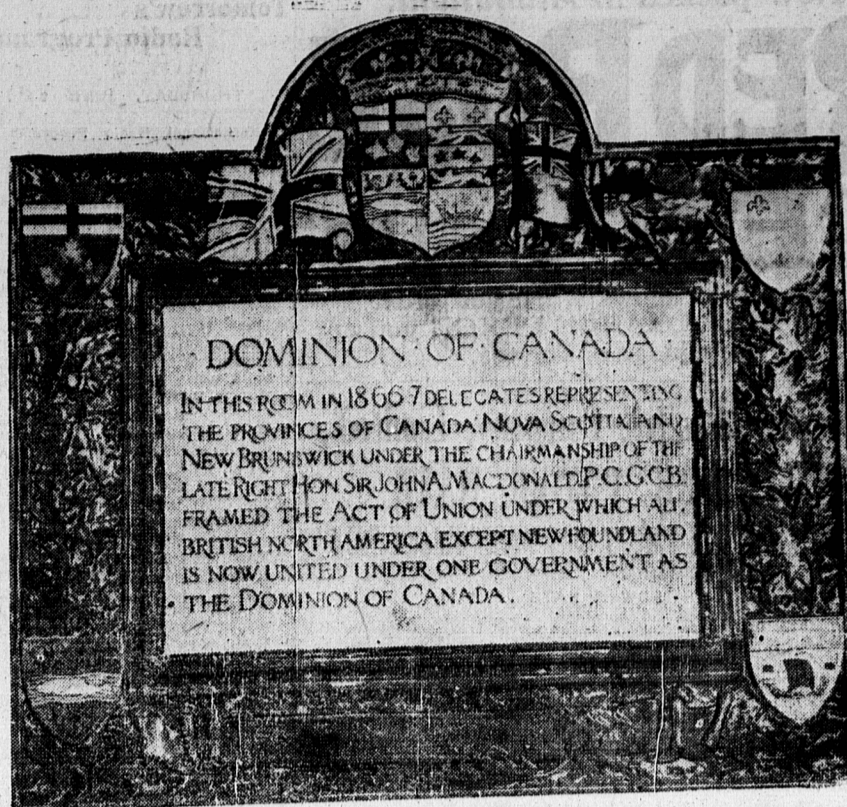 DOMINION · OF · CANADA ·
IN THIS ROOM IN 1866 7 DELEGATES REPRESENTING
THE PROVINCES OF CANADA NOVA SCOTIA AND
NEW BRUNSWICK UNDER THE CHAIRMANSHIP OF THE
LATE RIGHT HON SIR JOHN A. MACDONALD. P. C. G. C. B.
FRAMED THE ACT OF UNION UNDER WHICH ALL
BRITISH NORTH AMERICA EXCEPT NEWFOUNDLAND
IS NOW UNITED UNDER ONE GOVERNMENT AS
· THE DOMINION OF CANADA .